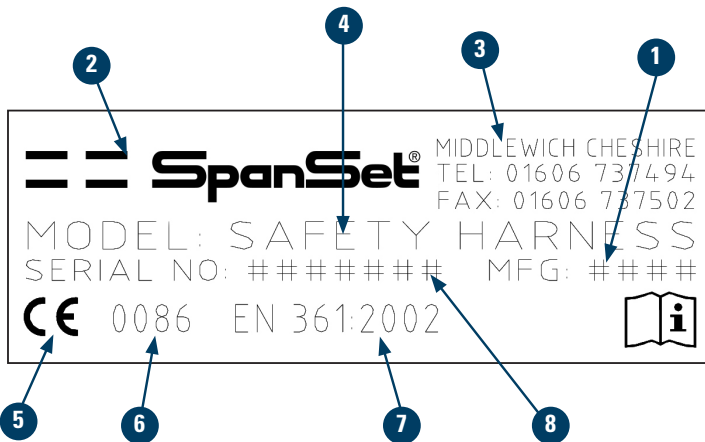 4
3
2
1
SpanSet®
MIDDLEWICH CHESHIRE
TEL: 01606 737494
FAX: 01606 737502
MODEL: SAFETY HARNESS
SERIAL NO: ####### MFG: ####
CE 0086 EN 361:2002
i
5
6
7
8